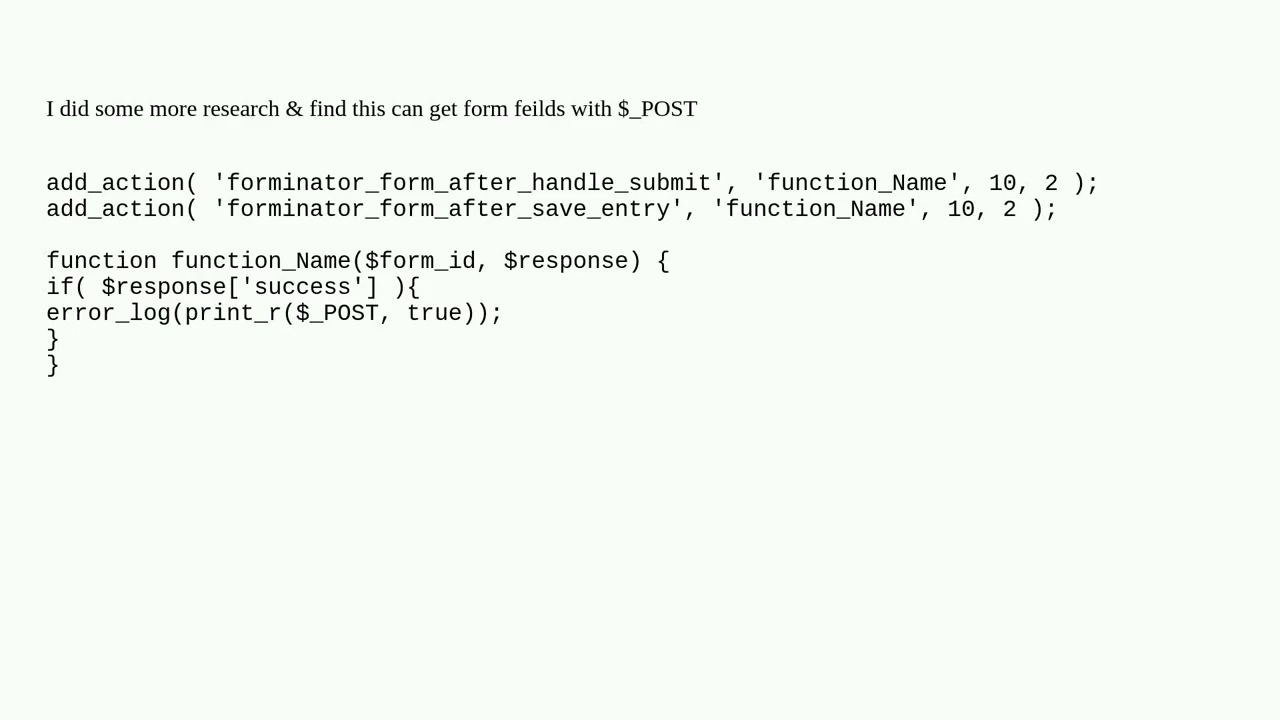 I did some more research & find this can get form feilds with $_POST
add_action( 'forminator_form_after_handle_submit', 'function_Name', 10, 2 );
add_action( 'forminator_form_after_save_entry', 'function_Name', 10, 2 );
function function_Name($form_id, $response) {
if( $response['success'] ){
error_log(print_r($_POST, true));
}
}